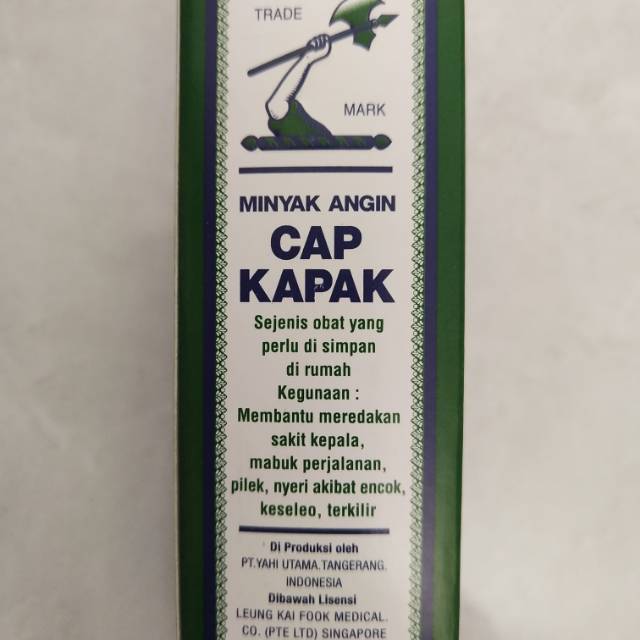 TRADE
MARK
MINYAK ANGIN
CAP
KAPAK
Sejenis obat yang
perlu di simpan
di rumah
Kegunaan :
Membantu meredakan
sakit kepala,
mabuk perjalanan,
pilek, nyeri akibat encok,
keseleo, terkilir
Di Produksi oleh
PT.YAHI UTAMA.TANGERANG.
INDONESIA
Dibawah Lisensi
LEUNG KAI FOOK MEDICAL.
CO. (PTE LTD) SINGAPORE